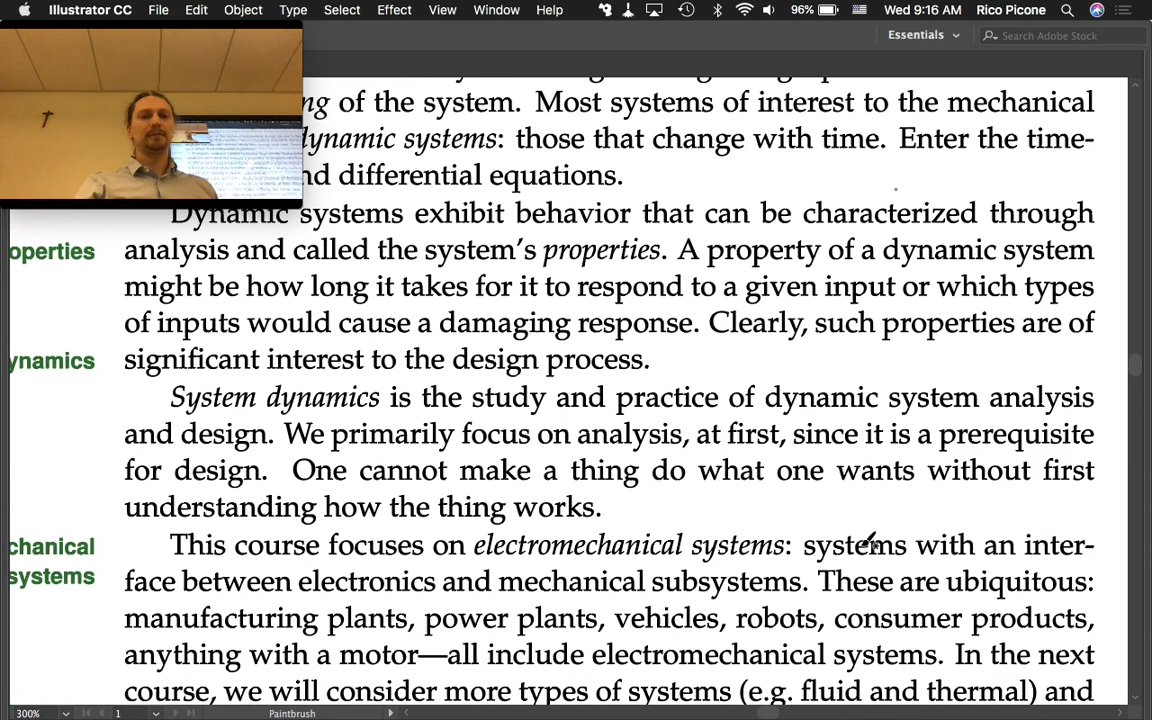 Illustrator CC File Edit Object Type Select Effect View Window Help 96% Wed 9:16 AM Rico Picone
Essentials Search Adobe Stock
ng of the system. Most systems of interest to the mechanical
dynamic systems: those that change with time. Enter the time-
nd differential equations.
Dynamic systems exhibit behavior that can be characterized through
operties analysis and called the system's properties. A property of a dynamic system
might be how long it takes for it to respond to a given input or which types
of inputs would cause a damaging response. Clearly, such properties are of
ynamics significant interest to the design process.
System dynamics is the study and practice of dynamic system analysis
and design. We primarily focus on analysis, at first, since it is a prerequisite
for design. One cannot make a thing do what one wants without first
understanding how the thing works.
chanical This course focuses on electromechanical systems: systems with an inter-
systems face between electronics and mechanical subsystems. These are ubiquitous:
manufacturing plants, power plants, vehicles, robots, consumer products,
anything with a motor—all include electromechanical systems. In the next
course, we will consider more types of systems (e.g. fluid and thermal) and
300% 1 Paintbrush